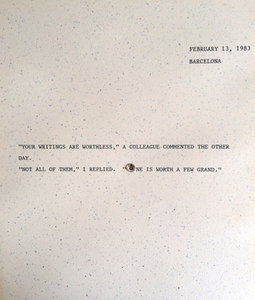 FEBRUARY 13, 1983
BARCELONA
"YOUR WRITINGS ARE WORTHLESS," A COLLEAGUE COMMENTED THE OTHER
DAY.
"NOT ALL OF THEM," I REPLIED. "ONE IS WORTH A FEW GRAND."